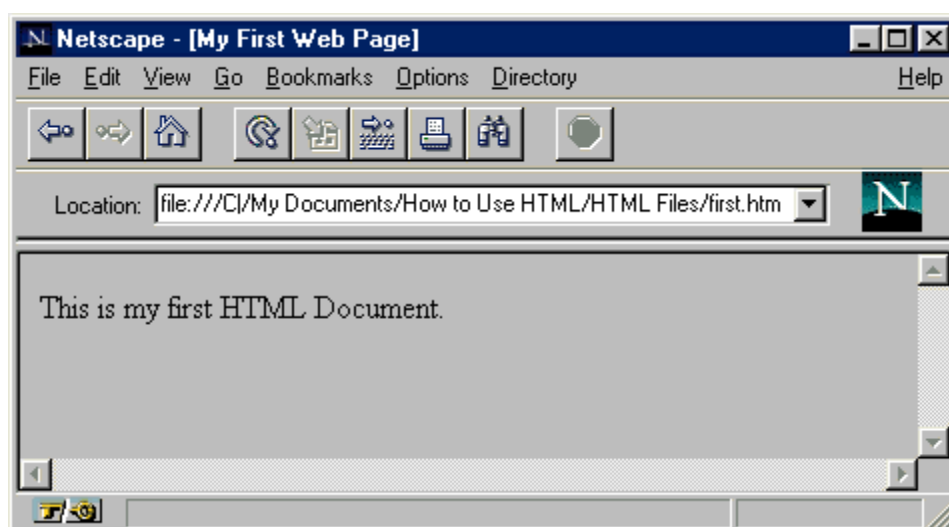 Netscape - [My First Web Page]
File Edit View Go Bookmarks Options Directory Help
Location: file:///C|/My Documents/How to Use HTML/HTML Files/first.htm
N
This is my first HTML Document.